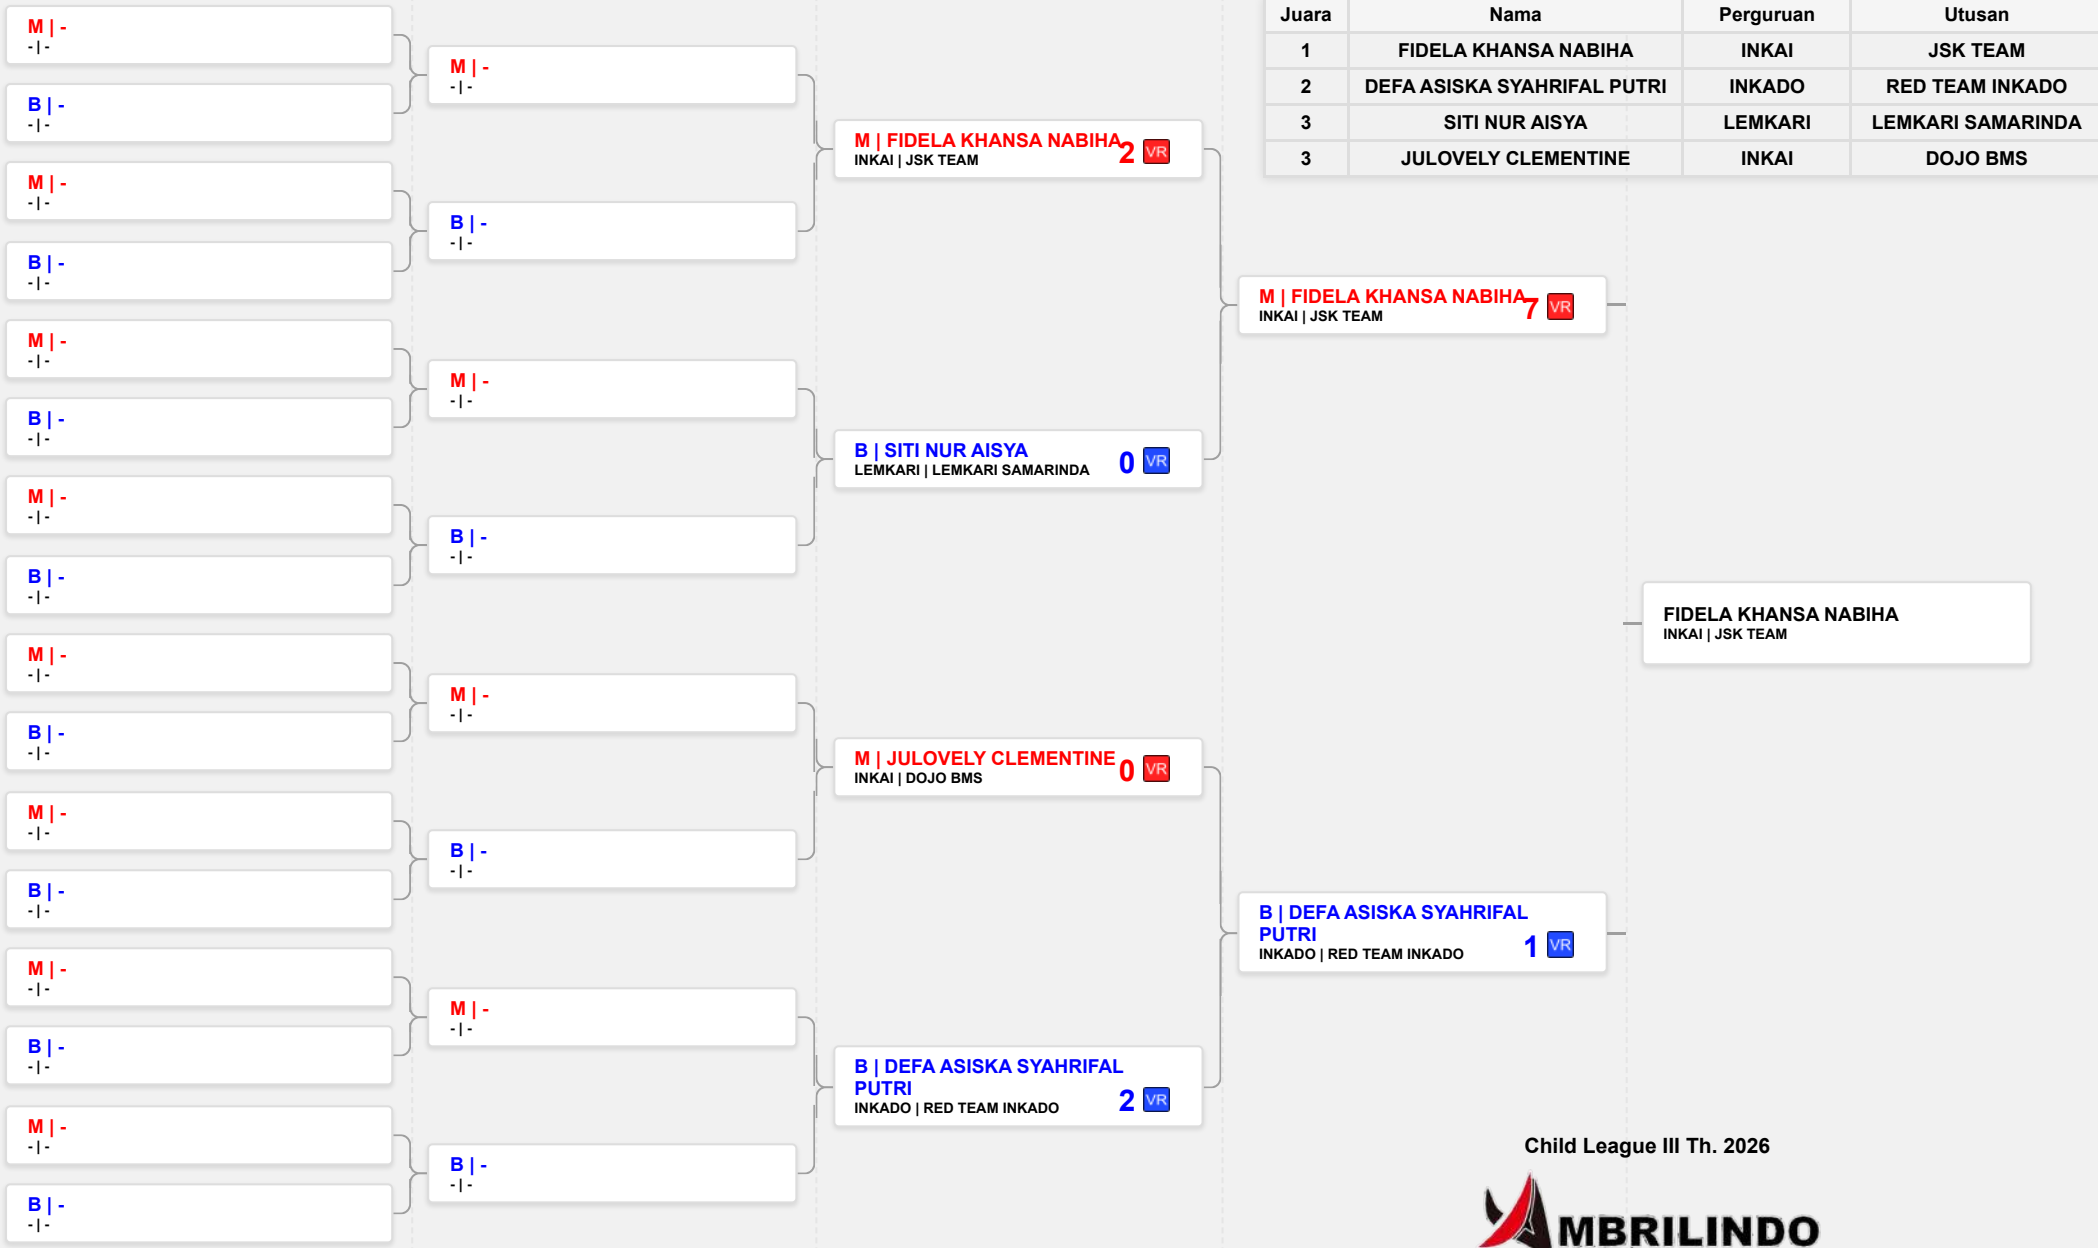 M | -
- | -
B | -
- | -
M | -
- | -
B | -
- | -
M | -
- | -
B | -
- | -
M | -
- | -
B | -
- | -
M | -
- | -
B | -
- | -
M | -
- | -
B | -
- | -
M | -
- | -
B | -
- | -
M | -
- | -
B | -
- | -
M | -
- | -
B | -
- | -
M | -
- | -
B | -
- | -
M | -
- | -
B | -
- | -
M | -
- | -
B | -
- | -
M | FIDELA KHANSA NABIHA 2 VR
INKAI | JSK TEAM
B | SITI NUR AISYA 0 VR
LEMKARI | LEMKARI SAMARINDA
M | JULOVELY CLEMENTINE 0 VR
INKAI | DOJO BMS
B | DEFA ASISKA SYAHRIFAL
PUTRI
INKADO | RED TEAM INKADO 2 VR
M | FIDELA KHANSA NABIHA 7 VR
INKAI | JSK TEAM
B | DEFA ASISKA SYAHRIFAL
PUTRI
INKADO | RED TEAM INKADO 1 VR
FIDELA KHANSA NABIHA
INKAI | JSK TEAM
Juara Nama Perguruan Utusan
1 FIDELA KHANSA NABIHA INKAI JSK TEAM
2 DEFA ASISKA SYAHRIFAL PUTRI INKADO RED TEAM INKADO
3 SITI NUR AISYA LEMKARI LEMKARI SAMARINDA
3 JULOVELY CLEMENTINE INKAI DOJO BMS
Child League III Th. 2026
MBRILINDO